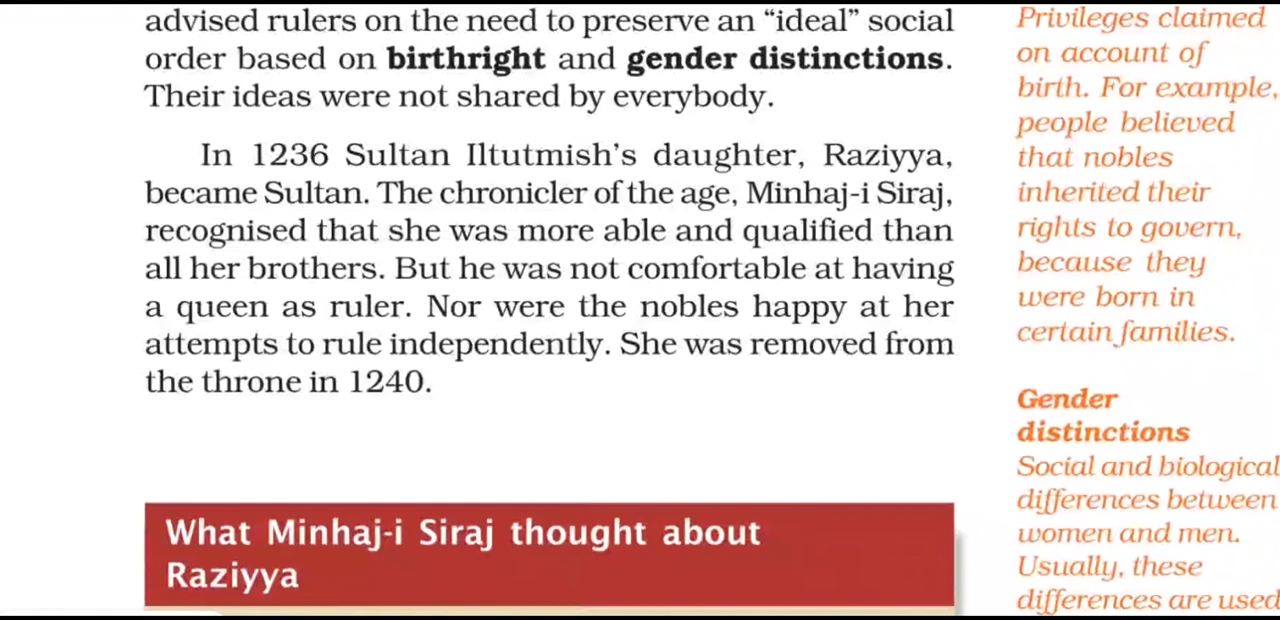 advised rulers on the need to preserve an “ideal” social
order based on birthright and gender distinctions.
Their ideas were not shared by everybody.
In 1236 Sultan Iltutmish’s daughter, Raziyya,
became Sultan. The chronicler of the age, Minhaj-i Siraj,
recognised that she was more able and qualified than
all her brothers. But he was not comfortable at having
a queen as ruler. Nor were the nobles happy at her
attempts to rule independently. She was removed from
the throne in 1240.
What Minhaj-i Siraj thought about
Raziyya
Privileges claimed
on account of
birth. For example,
people believed
that nobles
inherited their
rights to govern,
because they
were born in
certain families.
Gender
distinctions
Social and biological
differences between
women and men.
Usually, these
differences are used